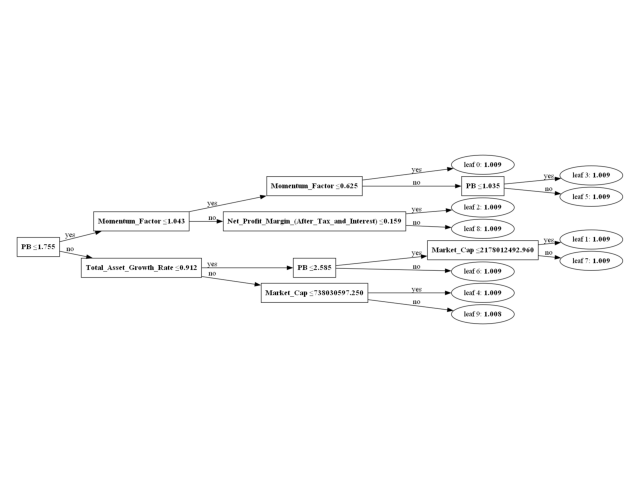 leaf 0: 1.009
yes
Momentum_Factor ≤0.625
no
PB ≤1.035
yes
leaf 3: 1.009
no
leaf 5: 1.009
yes
Momentum_Factor ≤1.043
no
Net_Profit_Margin_(After_Tax_and_Interest) ≤0.159
yes
leaf 2: 1.009
no
leaf 8: 1.009
PB ≤1.755
yes
no
Total_Asset_Growth_Rate ≤0.912
yes
PB ≤2.585
yes
Market_Cap ≤2178012492.960
yes
leaf 1: 1.009
no
leaf 7: 1.009
no
leaf 6: 1.009
no
Market_Cap ≤738030597.250
yes
leaf 4: 1.009
no
leaf 9: 1.008